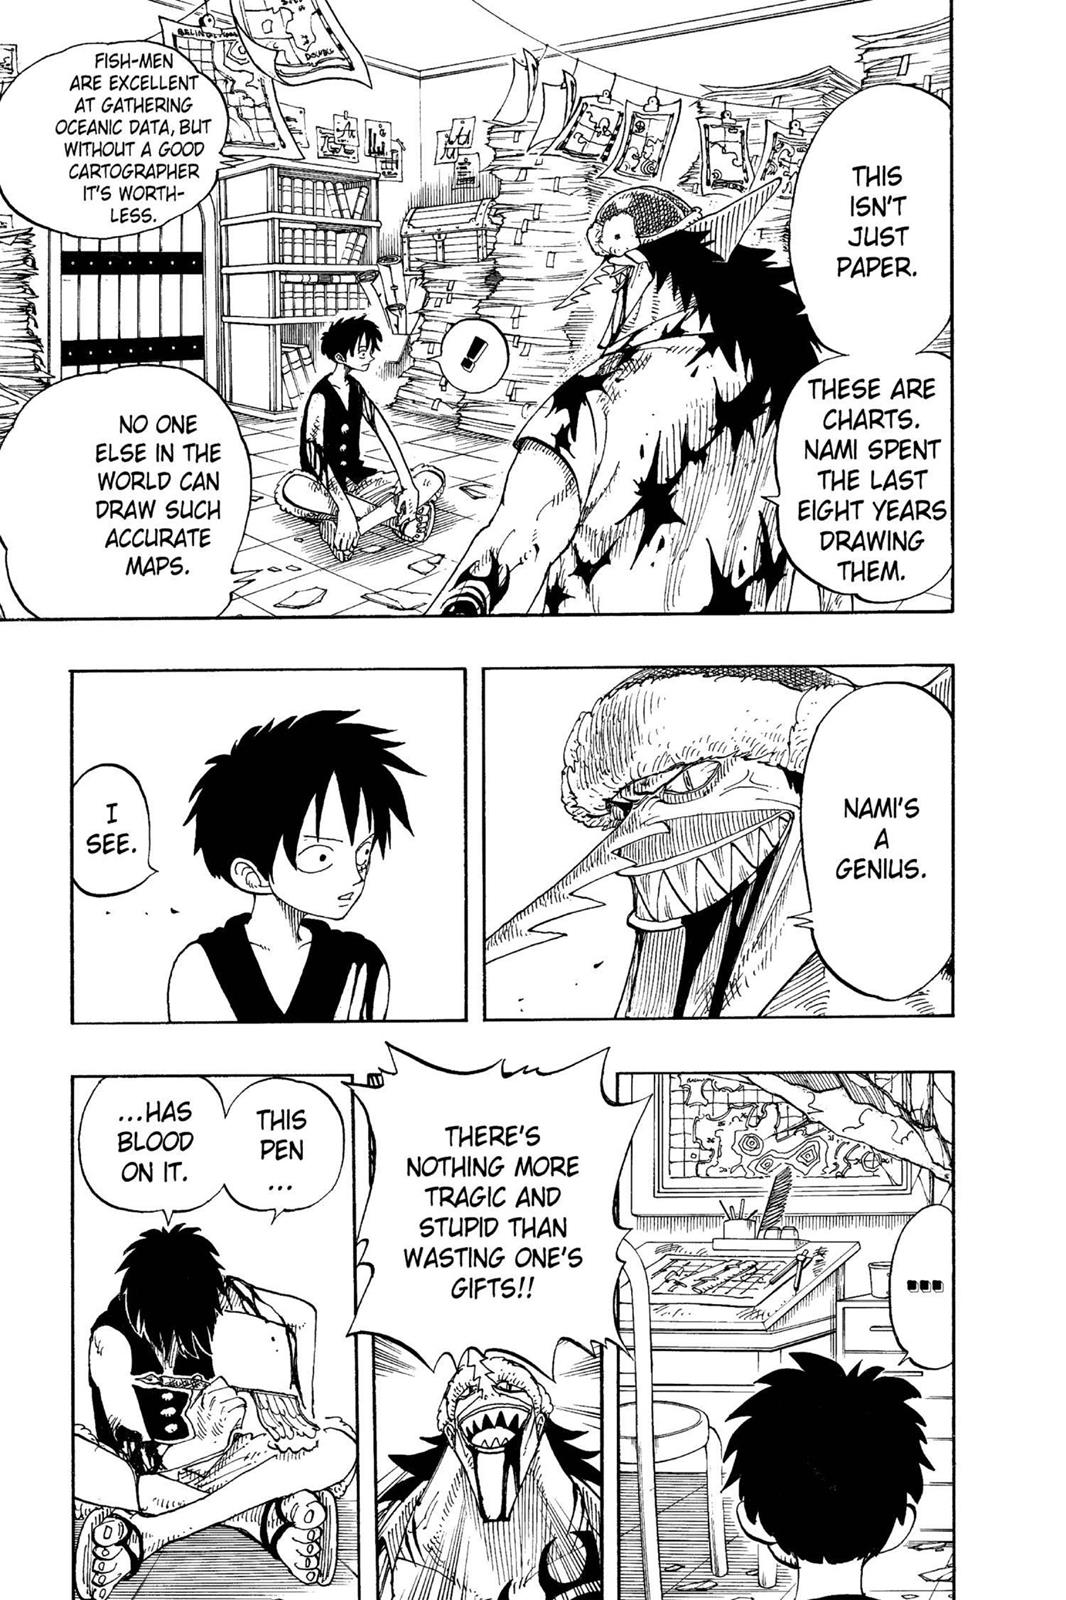 THIS
ISN'T
JUST
PAPER.
THESE ARE
CHARTS.
NAMI SPENT
THE LAST
EIGHT YEARS
DRAWING
THEM.
FISH-MEN
ARE EXCELLENT
AT GATHERING
OCEANIC DATA, BUT
WITHOUT A GOOD
CARTOGRAPHER
IT'S WORTH-
LESS.
!
NO ONE
ELSE IN THE
WORLD CAN
DRAW SUCH
ACCURATE
MAPS.
NAMI'S
A
GENIUS.
I
SEE.
...
THERE'S
NOTHING MORE
TRAGIC AND
STUPID THAN
WASTING ONE'S
GIFTS!!
THIS
PEN
...
...HAS
BLOOD
ON IT.